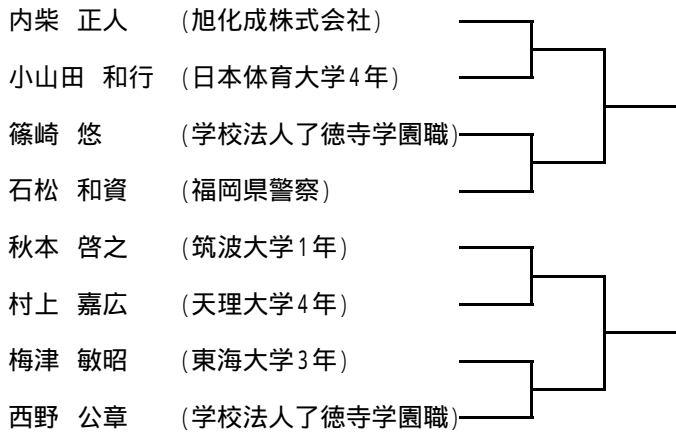 内柴 正人 (旭化成株式会社)
小山田 和行 (日本体育大学4年)
篠崎 悠 (学校法人了徳寺学園職)
石松 和資 (福岡県警察)
秋本 啓之 (筑波大学1年)
村上 嘉広 (天理大学4年)
梅津 敏昭 (東海大学3年)
西野 公章 (学校法人了徳寺学園職)